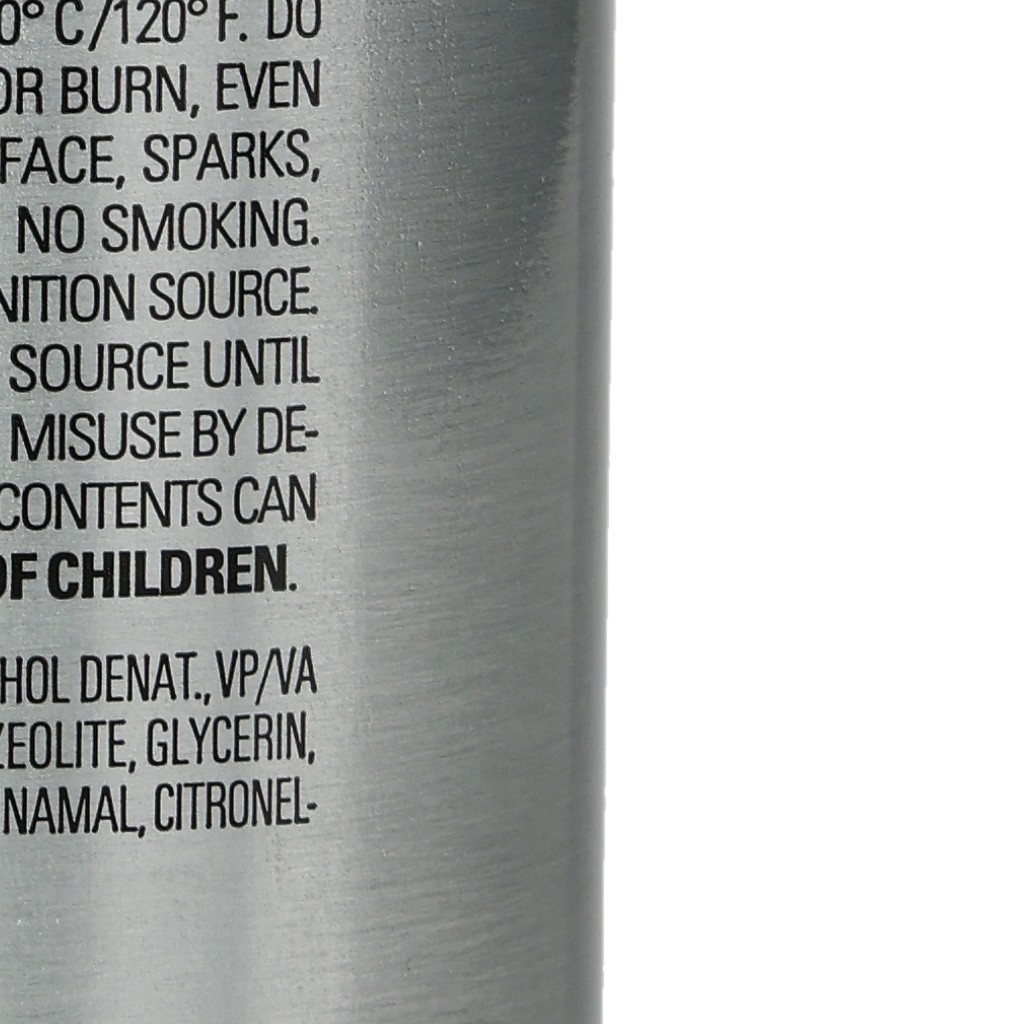 0° C/120° F. DO
OR BURN, EVEN
FACE, SPARKS,
NO SMOKING.
NITION SOURCE.
SOURCE UNTIL
MISUSE BY DE-
CONTENTS CAN
OF CHILDREN.
HOL DENAT., VP/VA
ZEOLITE, GLYCERIN,
NAMAL, CITRONEL-